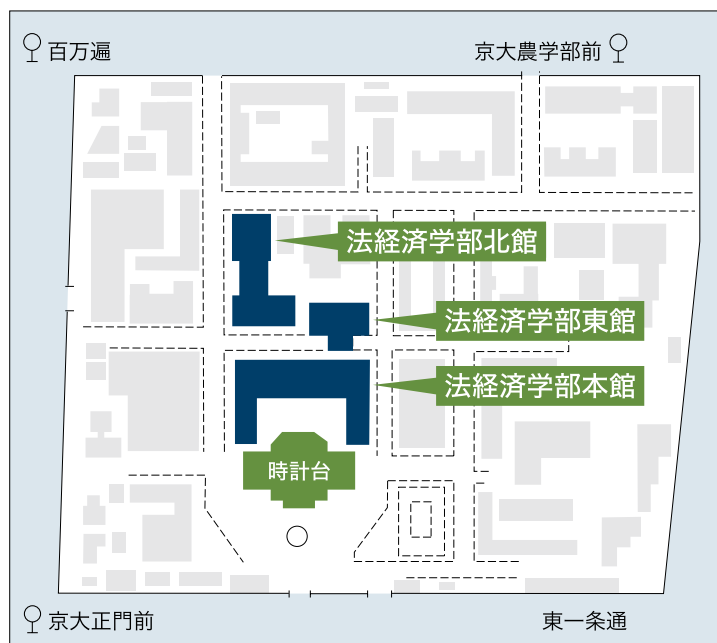 百万遍
京大農学部前
法経済学部北館
法経済学部東館
法経済学部本館
時計台
京大正門前
東一条通